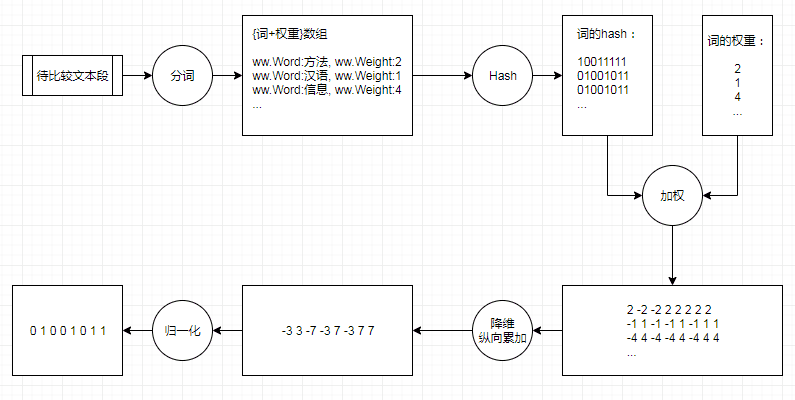 待比较文本段
分词
{词+权重}数组
ww.Word:方法, ww.Weight:2
ww.Word:汉语, ww.Weight:1
ww.Word:信息, ww.Weight:4
...
Hash
词的hash：
10011111
01001011
01001011
...
词的权重：
2
1
4
...
加权
2 -2 -2 2 2 2 2 2
-1 1 -1 -1 1 -1 1 1
-4 4 -4 -4 4 -4 4 4
...
降维
纵向累加
-3 3 -7 -3 7 -3 7 7
归一化
0 1 0 0 1 0 1 1